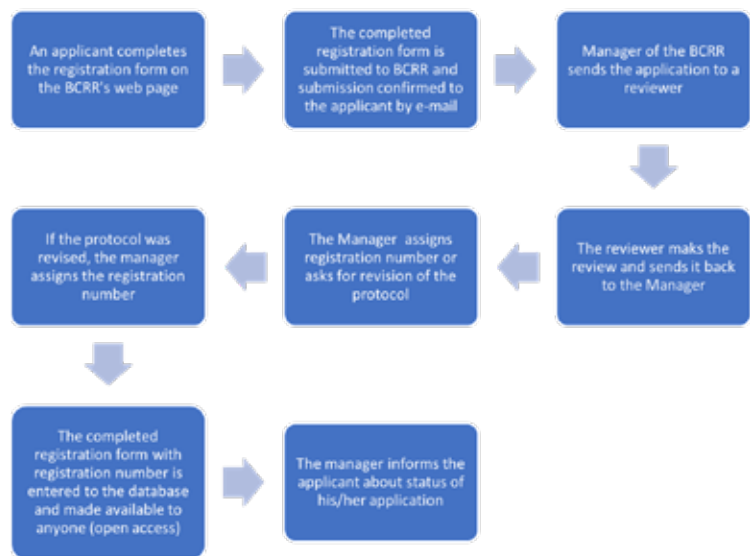 An applicant completes
the registration form on
the BCRR's web page
The completed
registration form is
submitted to BCRR and
submission confirmed to
the applicant by e-mail
Manager of the BCRR
sends the application to a
reviewer
The reviewer maks the
review and sends it back
to the Manager
The Manager assigns
registration number or
asks for revision of the
protocol
If the protocol was
revised, the manager
assigns the registration
number
The completed
registration form with
registration number is
entered to the database
and made available to
anyone (open access)
The manager informs the
applicant about status of
his/her application